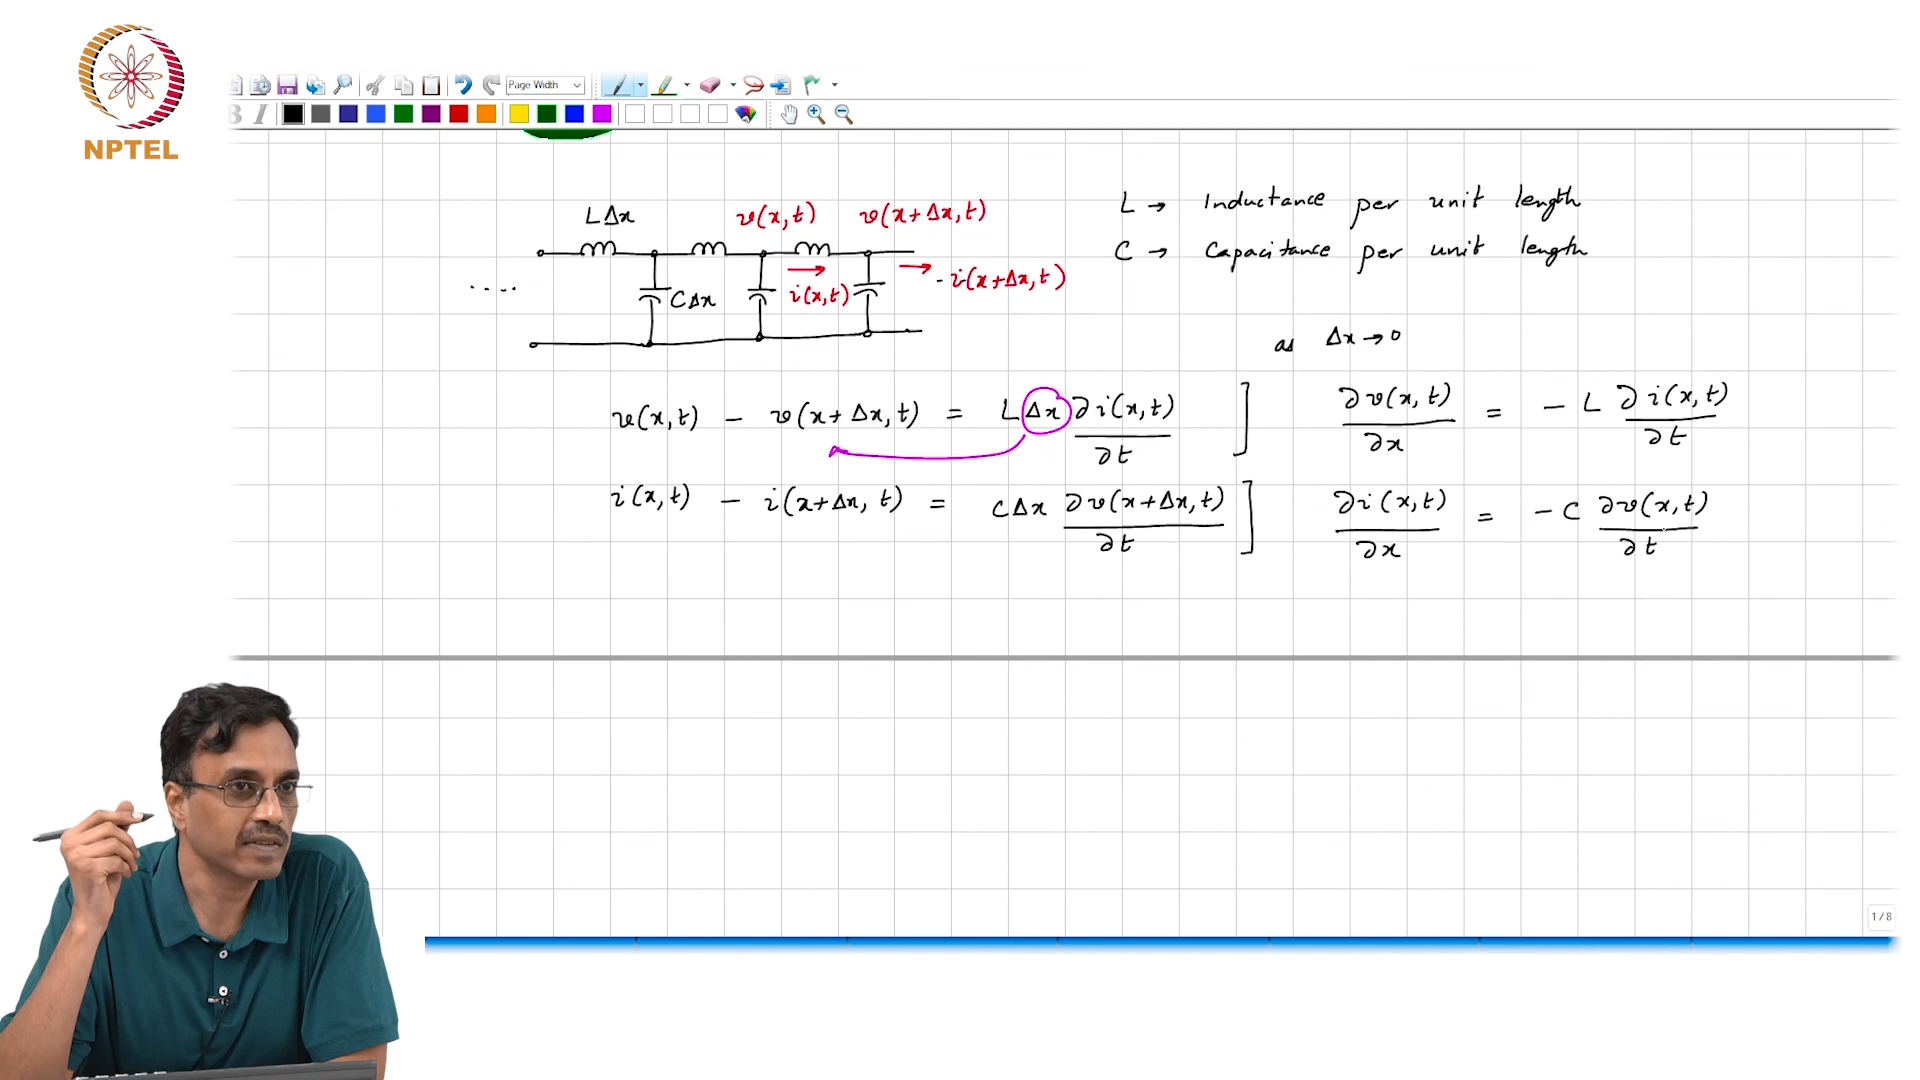 NPTEL
Page Width
B I
LΔx v(x,t) v(x+Δx,t)
.... CΔx i(x,t) i(x+Δx,t)
L → Inductance per unit length
C → Capacitance per unit length
as Δx→0
v(x,t) - v(x+Δx,t) = LΔx ∂i(x,t)/∂t ] ∂v(x,t)/∂x = -L ∂i(x,t)/∂t
i(x,t) - i(x+Δx, t) = CΔx ∂v(x+Δx,t)/∂t ] ∂i(x,t)/∂x = -C ∂v(x,t)/∂t
1/8